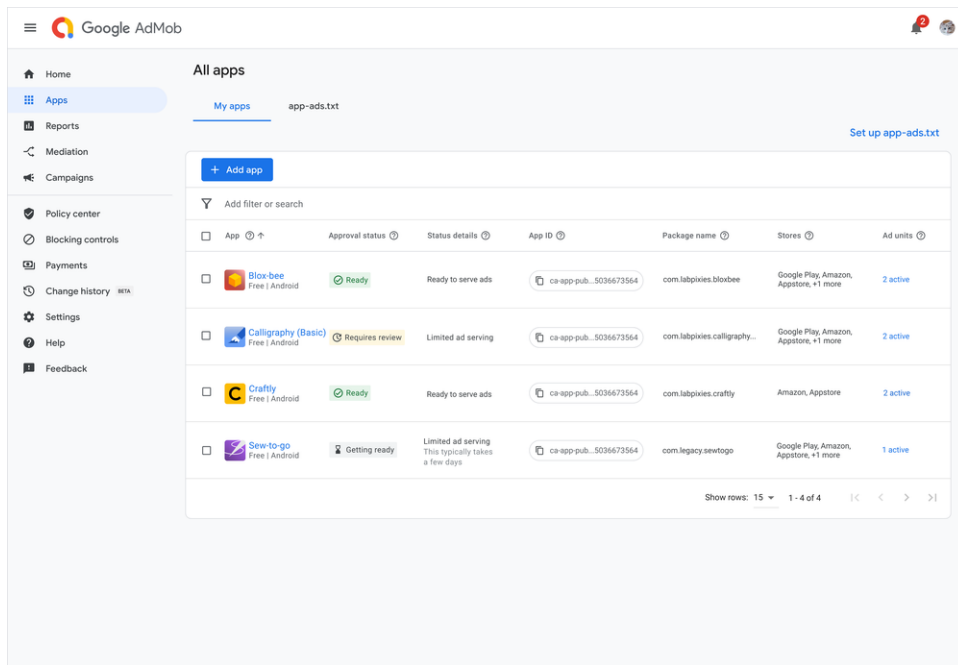 Google AdMob
2
Home
Apps
Reports
Mediation
Campaigns
Policy center
Blocking controls
Payments
Change history BETA
Settings
Help
Feedback
All apps
My apps
app-ads.txt
Set up app-ads.txt
+ Add app
Add filter or search
App Approval status Status details App ID Package name Stores Ad units
Blox-bee
Free | Android
Ready
Ready to serve ads
ca-app-pub...5036673564
com.labpixies.bloxbee
Google Play, Amazon,
Appstore, +1 more
2 active
Calligraphy (Basic)
Free | Android
Requires review
Limited ad serving
ca-app-pub...5036673564
com.labpixies.calligraphy...
Google Play, Amazon,
Appstore, +1 more
2 active
C
Craftly
Free | Android
Ready
Ready to serve ads
ca-app-pub...5036673564
com.labpixies.craftly
Amazon, Appstore
2 active
Sew-to-go
Free | Android
Getting ready
Limited ad serving
This typically takes
a few days
ca-app-pub...5036673564
com.legacy.sewtogo
Google Play, Amazon,
Appstore, +1 more
1 active
Show rows: 15 1 - 4 of 4